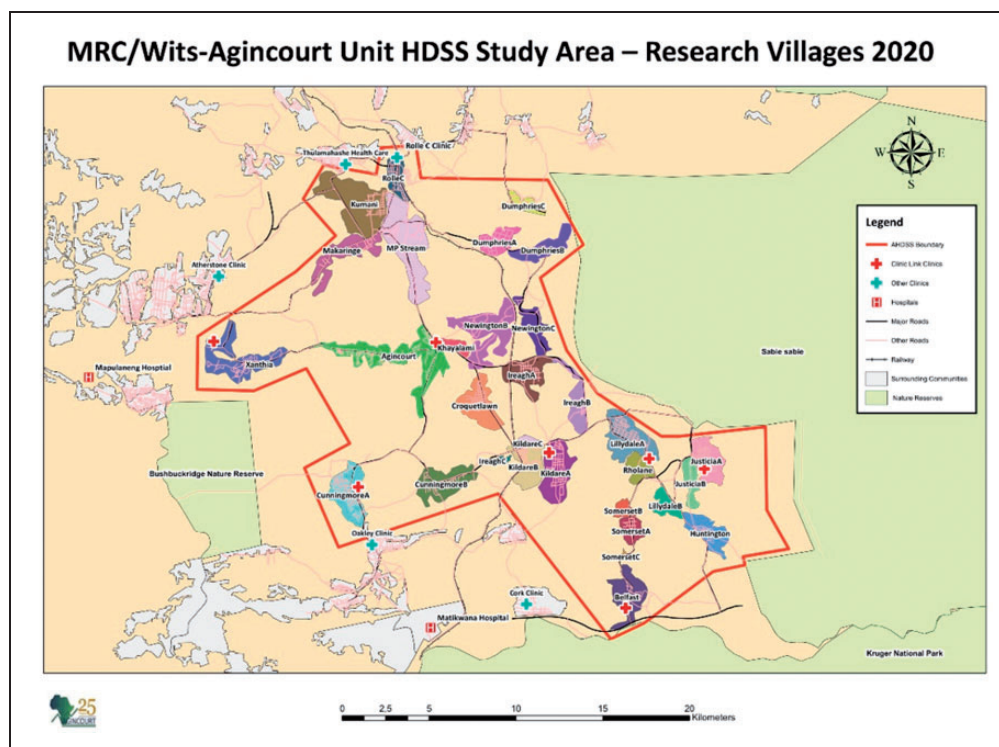 MRC/Wits-Agincourt Unit HDSS Study Area – Research Villages 2020
N
W
E
S
Thulamahashe Health Care
Rolle C Clinic
RolleC
Kumani
DumphriesC
MP Stream
DumphriesA
DumphriesB
Makaringe
Atherstone Clinic
Legend
AHDSS Boundary
Clinic Link Clinics
Other Clinics
Hospitals
Major Roads
Other Roads
Railway
Surrounding Communities
Nature Reserves
NewingtonB
NewingtonC
Khayalami
Agincourt
Xanthia
Sabie sabie
Mapulaneng Hosptial
IreaghA
Croquetlawn
IreaghB
KildareC
LillydaleA
IreaghC
KildareB
KildareA
Rholane
JusticiaA
JusticiaB
Bushbuckridge Nature Reserve
CunningmoreA
CunningmoreB
LillydaleB
SomersetB
SomersetA
Huntington
Oakley Clinic
SomersetC
Belfast
Cork Clinic
Matikwana Hospital
Kruger National Park
25
AGINCOURT
0 2,5 5 10 15 20
Kilometers